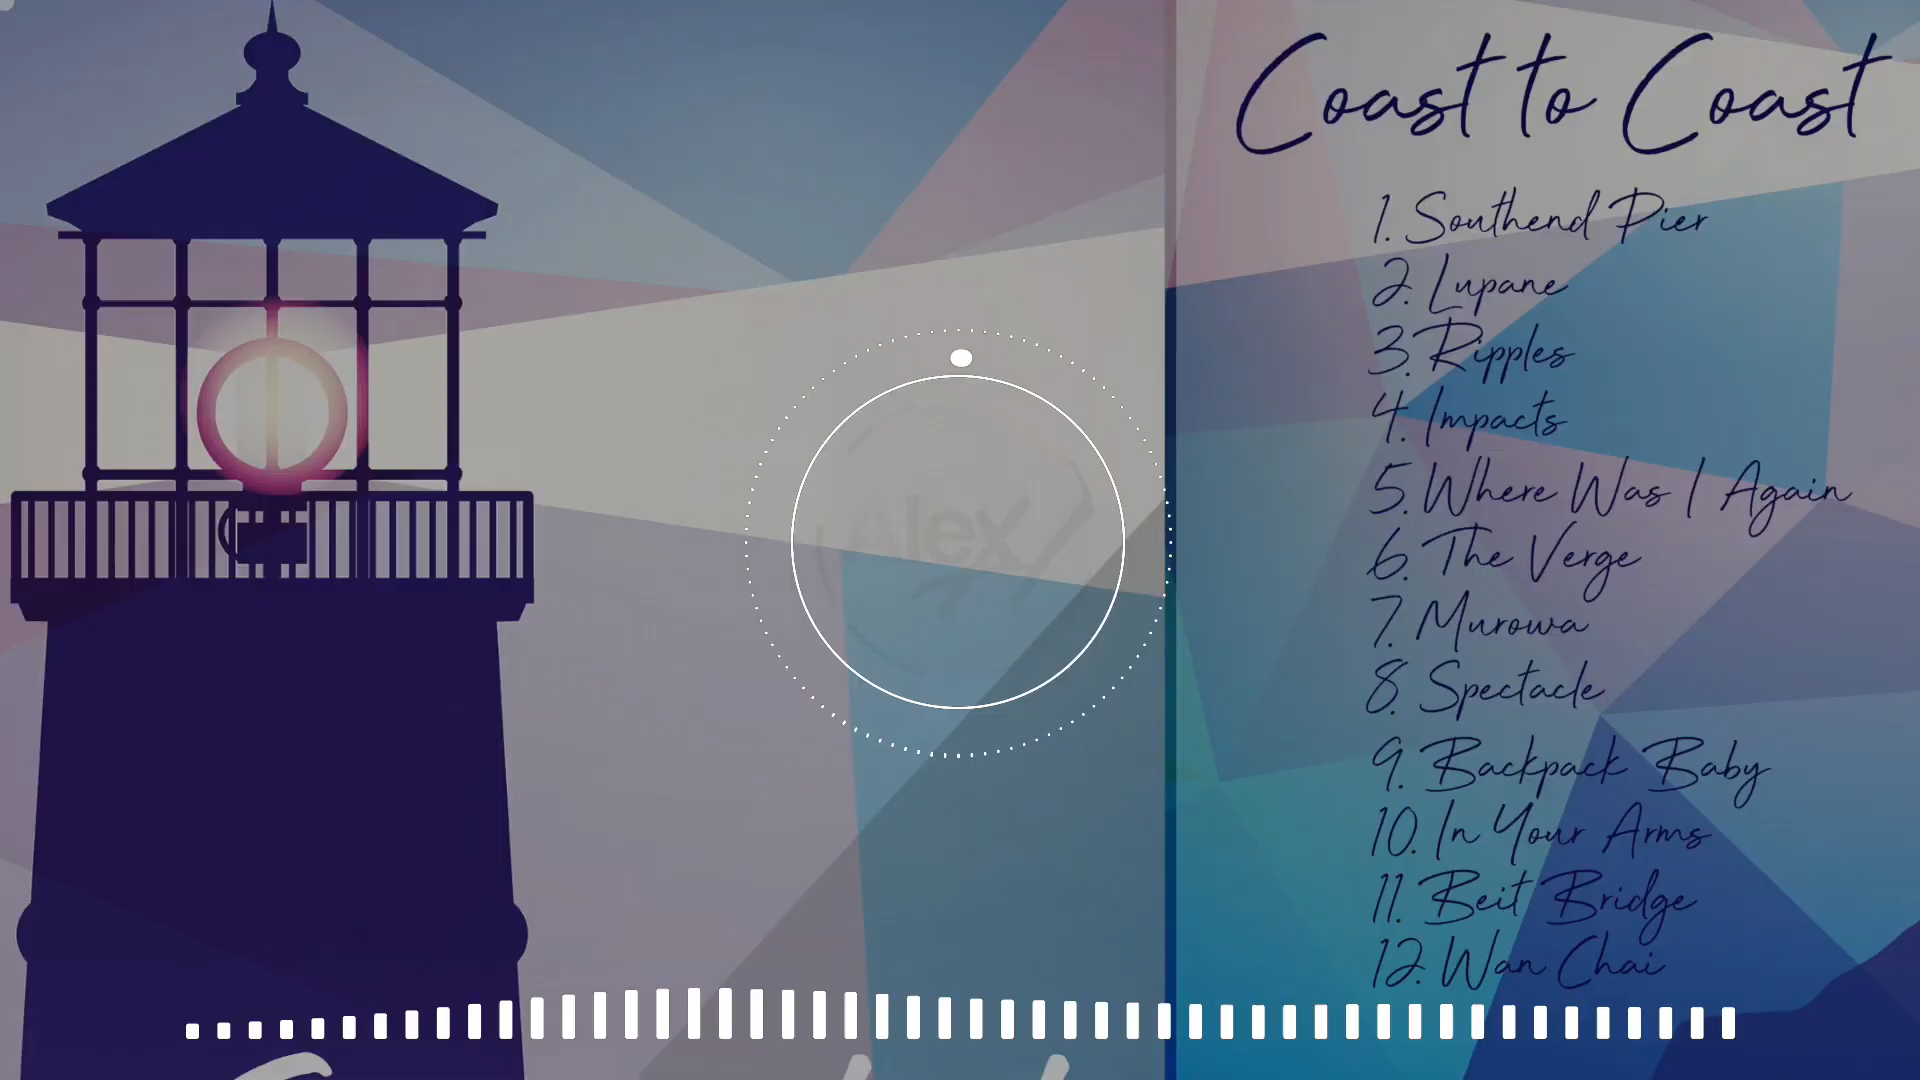 Coast to Coast
1. Southend Pier
2. Lupane
3. Ripples
4. Impacts
5. Where Was I Again
6. The Verge
7. Murowa
8. Spectacle
9. Backpack Baby
10. In Your Arms
11. Beit Bridge
12. Wan Chai
Alex